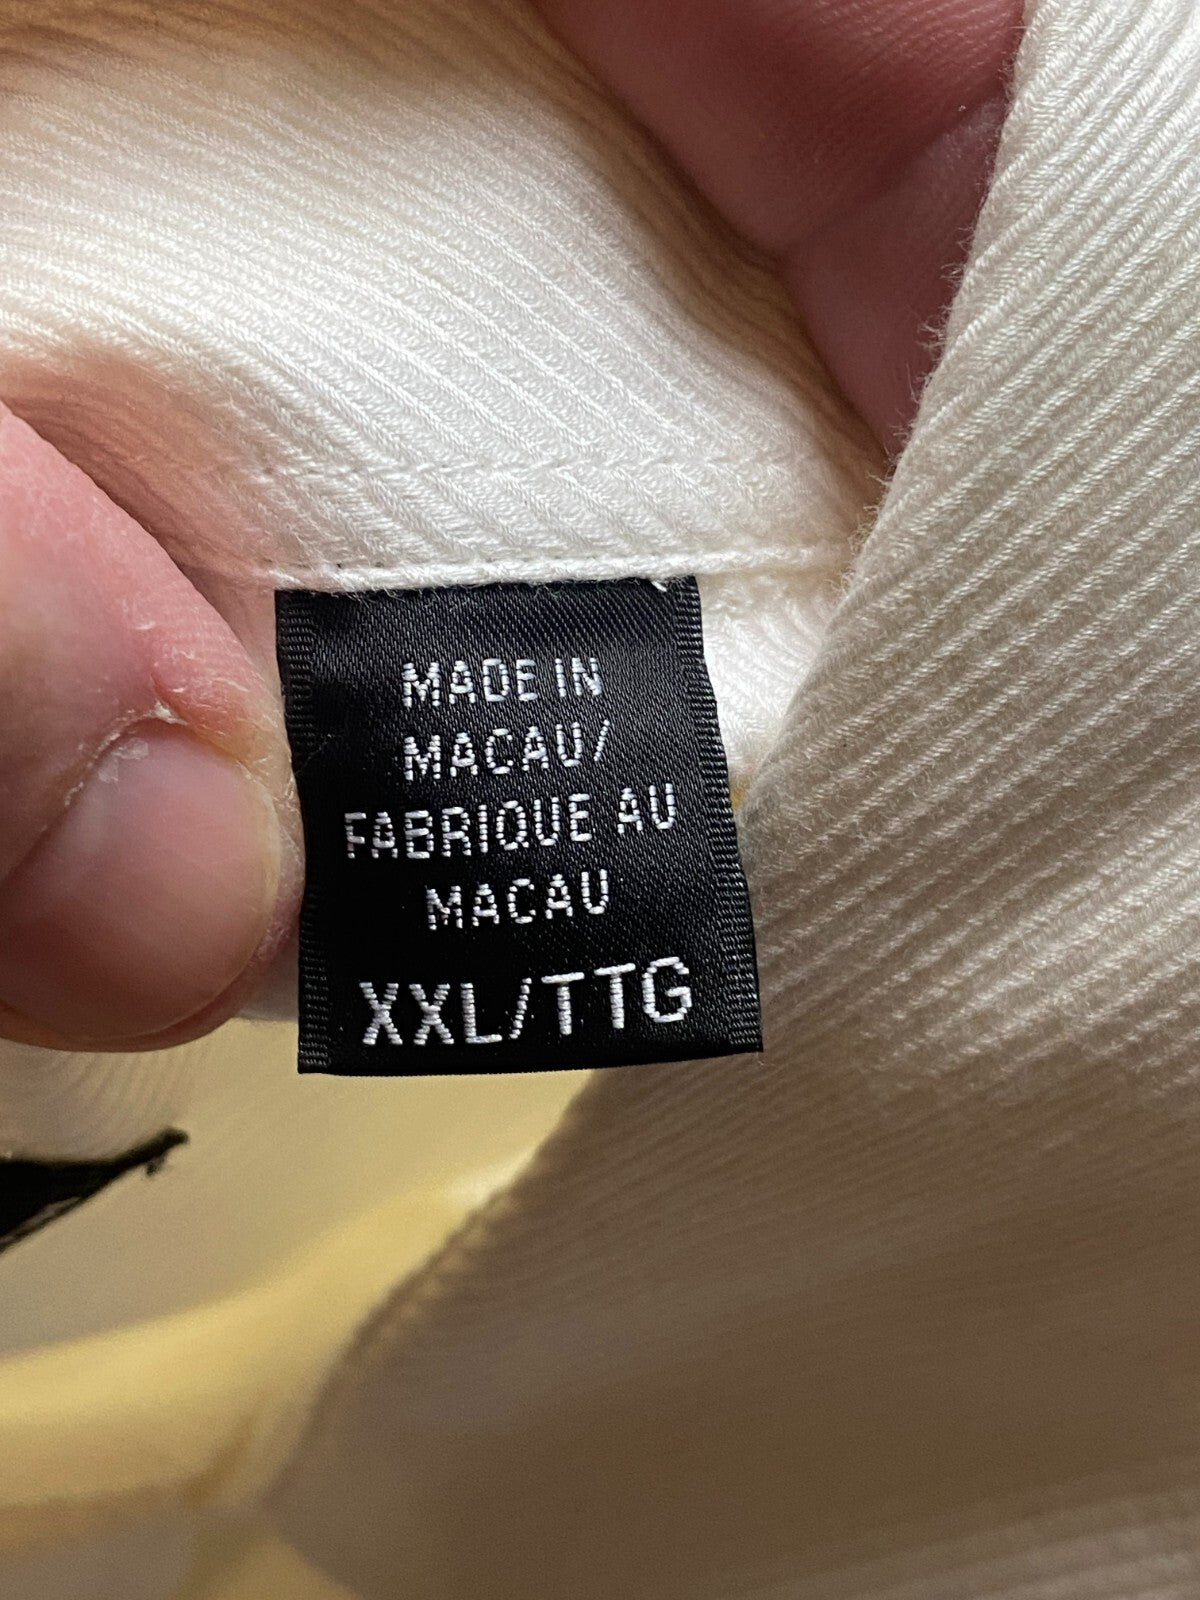 MADE IN
MACAU/
FABRIQUE AU
MACAU
XXL/TTG